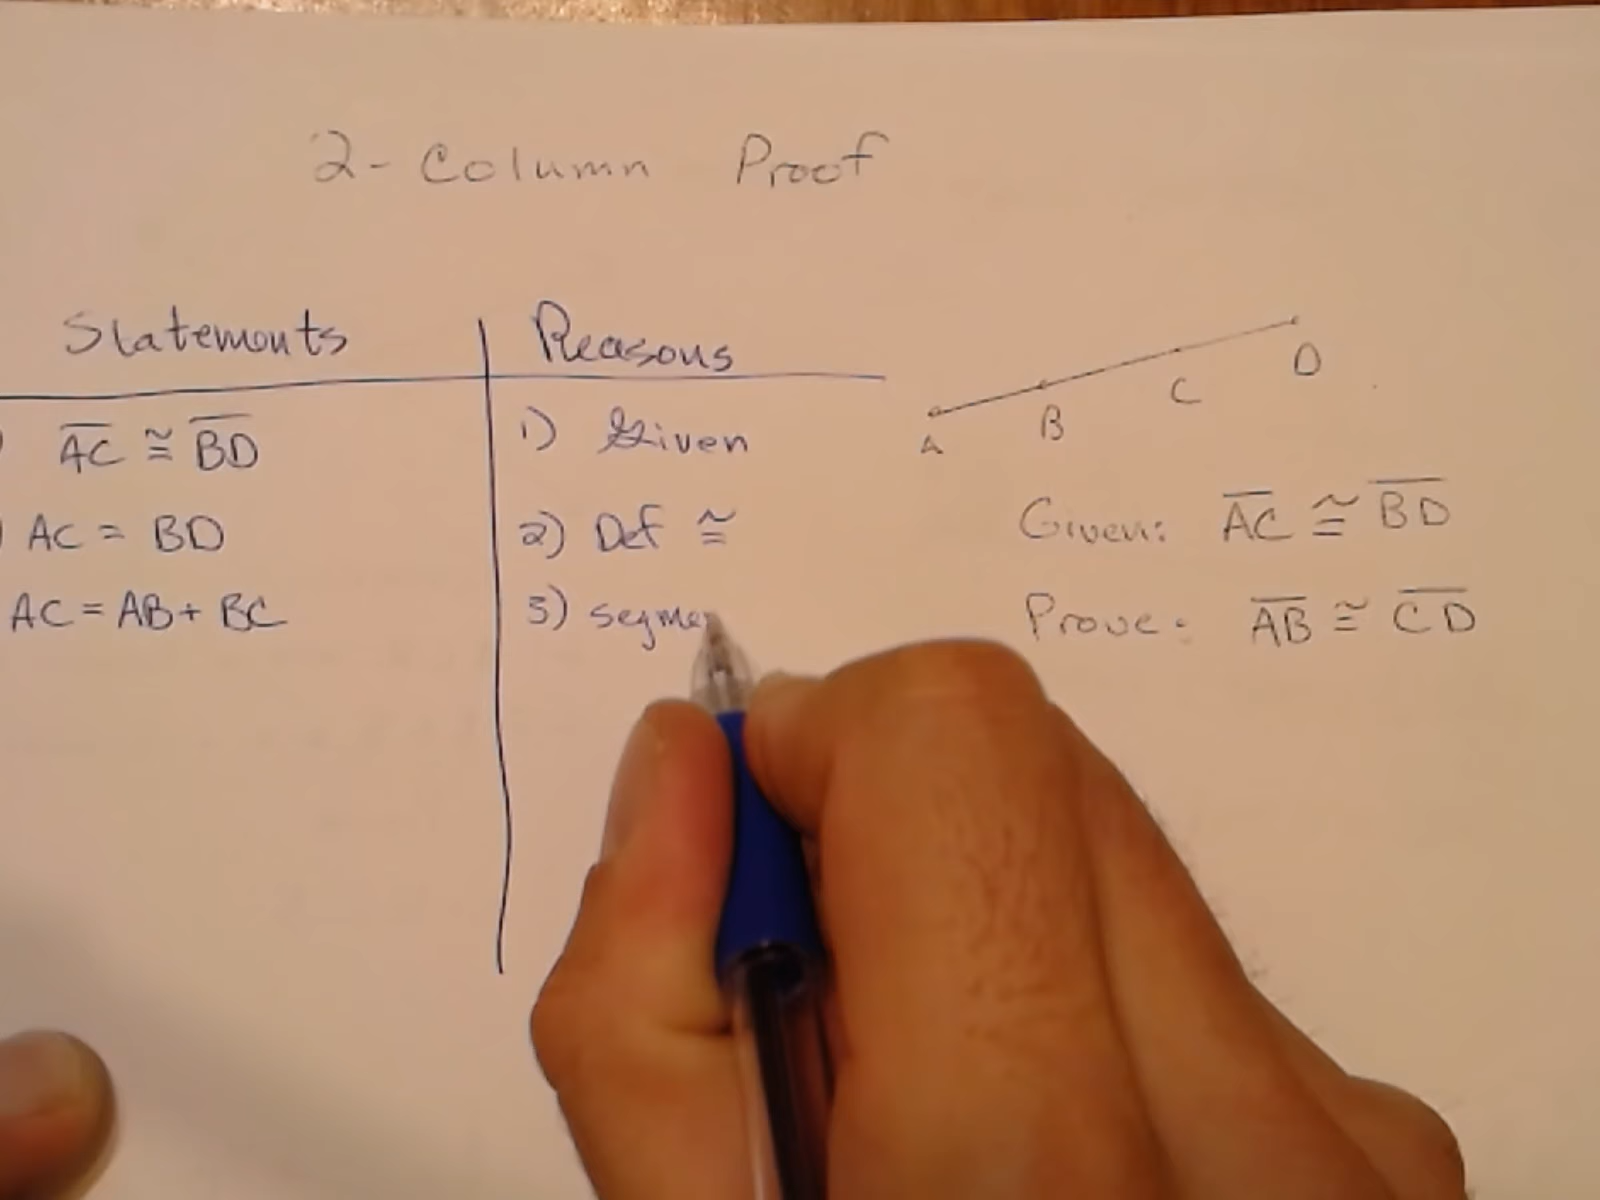 2-Column Proof
Statements
Reasons
) AC ≅ BD
1) Given
) AC = BD
2) Def ≅
AC = AB + BC
3) segme
A B C D
Given: AC ≅ BD
Prove: AB ≅ CD